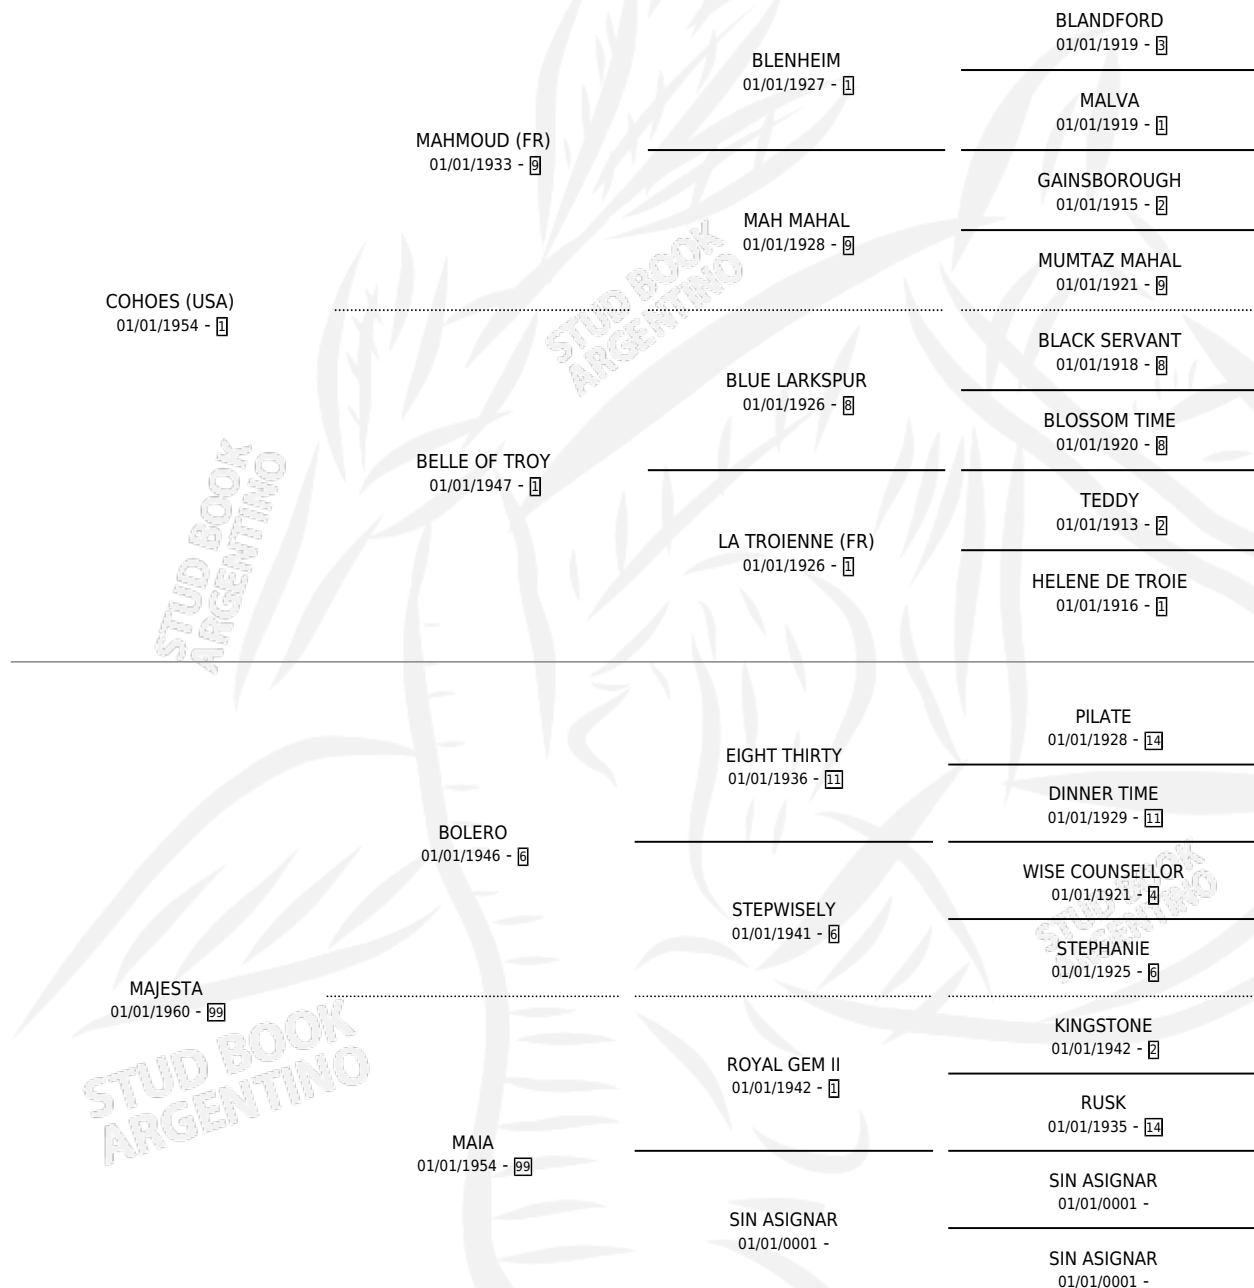 BLANDFORD
01/01/1919 - 3
BLENHEIM
01/01/1927 - 1
MALVA
01/01/1919 - 1
MAHMOUD (FR)
01/01/1933 - 9
GAINSBOROUGH
01/01/1915 - 2
MAH MAHAL
01/01/1928 - 9
MUMTAZ MAHAL
01/01/1921 - 9
COHOES (USA)
01/01/1954 - 1
BLACK SERVANT
01/01/1918 - 8
BLUE LARKSPUR
01/01/1926 - 8
BLOSSOM TIME
01/01/1920 - 8
BELLE OF TROY
01/01/1947 - 1
TEDDY
01/01/1913 - 2
LA TROIENNE (FR)
01/01/1926 - 1
HELENE DE TROIE
01/01/1916 - 1
PILATE
01/01/1928 - 14
EIGHT THIRTY
01/01/1936 - 11
DINNER TIME
01/01/1929 - 11
BOLERO
01/01/1946 - 6
WISE COUNSELLOR
01/01/1921 - 4
STEPWISELY
01/01/1941 - 6
STEPHANIE
01/01/1925 - 6
MAJESTA
01/01/1960 - 99
KINGSTONE
01/01/1942 - 2
ROYAL GEM II
01/01/1942 - 1
RUSK
01/01/1935 - 14
MAIA
01/01/1954 - 99
SIN ASIGNAR
01/01/0001 -
SIN ASIGNAR
01/01/0001 -
SIN ASIGNAR
01/01/0001 -
STUD BOOK
ARGENTINO
STUD BOOK
ARGENTINO
STUD BOOK
ARGENTINO
STUD BOOK
ARGENTINO